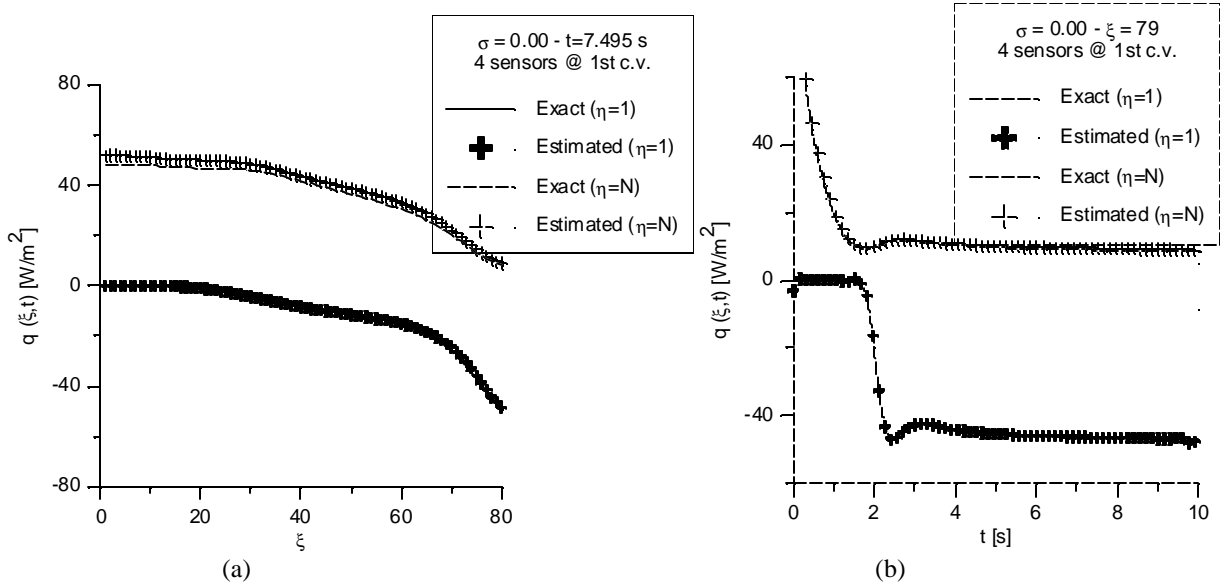 σ = 0.00 - t=7.495 s
4 sensors @ 1st c.v.
Exact (η=1)
Estimated (η=1)
Exact (η=N)
Estimated (η=N)
80
40
0
-40
-80
q (ξ,t) [W/m²]
0 20 40 60 80
ξ
(a)
σ = 0.00 - ξ = 79
4 sensors @ 1st c.v.
Exact (η=1)
Estimated (η=1)
Exact (η=N)
Estimated (η=N)
40
0
-40
q (ξ,t) [W/m²]
0 2 4 6 8 10
t [s]
(b)